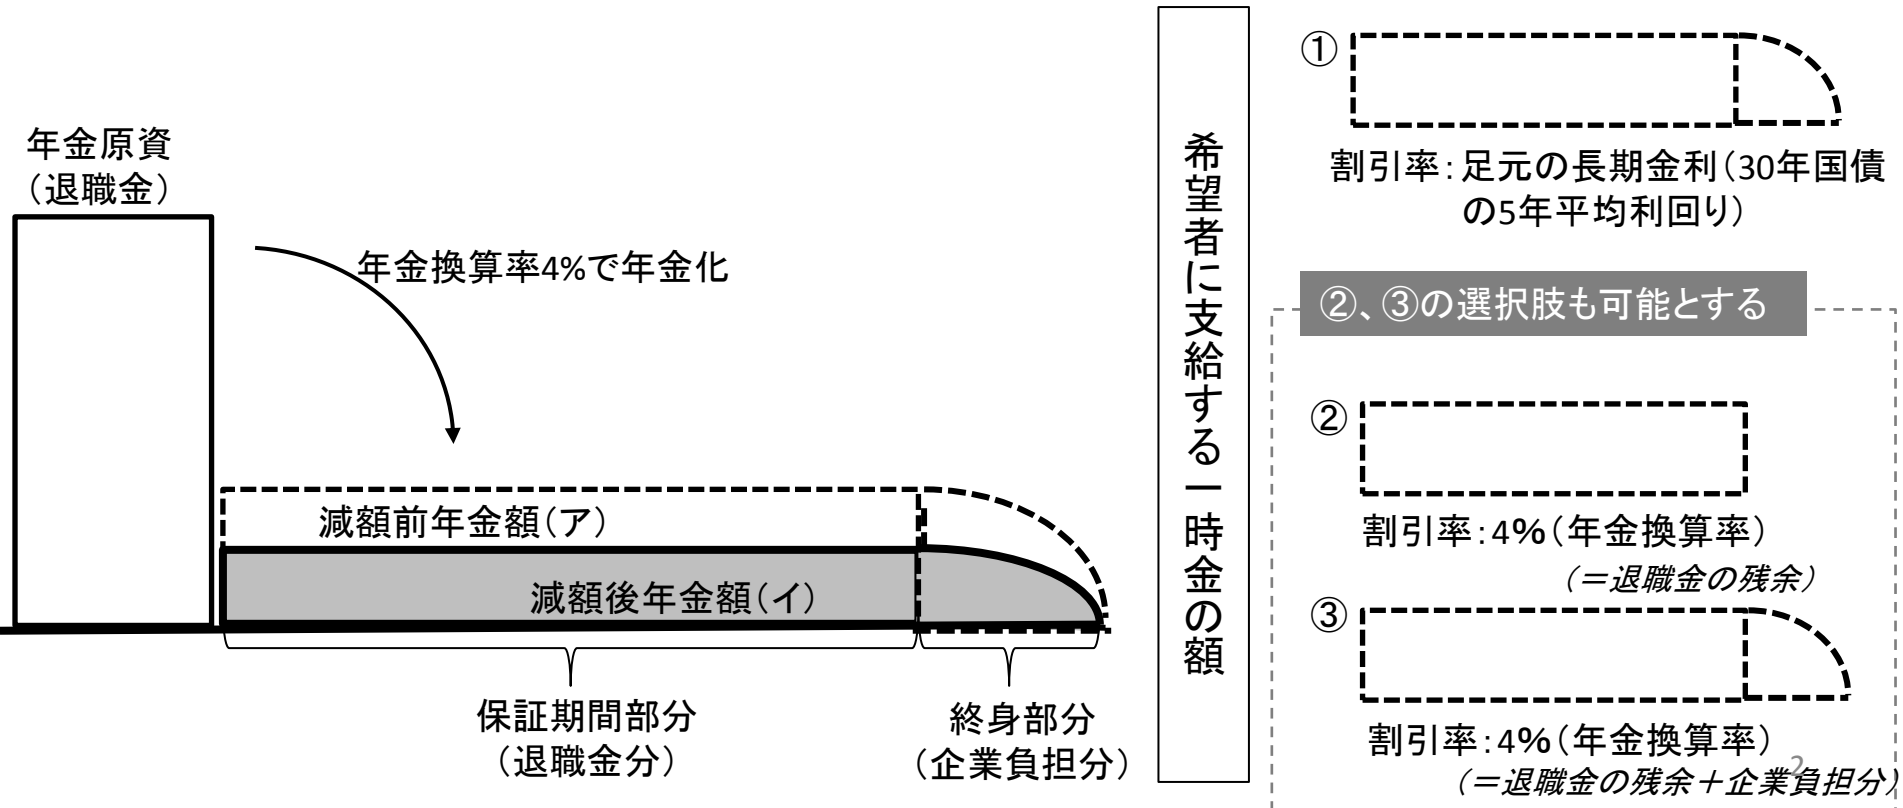 年金原資
(退職金)
年金換算率4%で年金化
減額前年金額(ア)
減額後年金額(イ)
保証期間部分
(退職金分)
終身部分
(企業負担分)
希望者に支給する一時金の額
①
割引率:足元の長期金利(30年国債
の5年平均利回り)
②、③の選択肢も可能とする
②
割引率:4%(年金換算率)
(=退職金の残余)
③
割引率:4%(年金換算率)
(=退職金の残余+企業負担分)
2